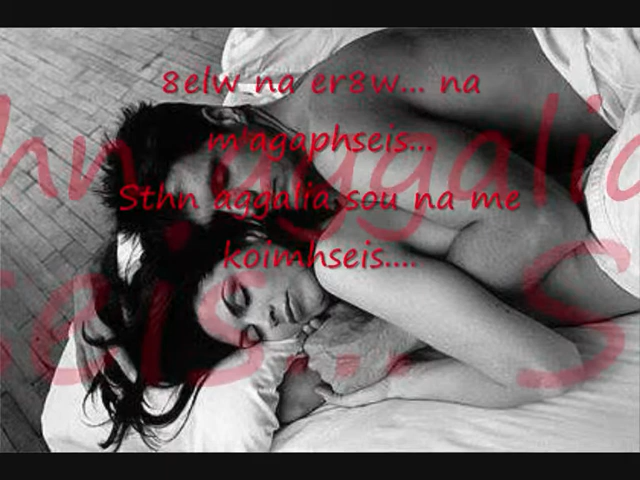 8elw na er8w... na
m'agaphseis...
Sthn aggalia sou na me
koimhseis....